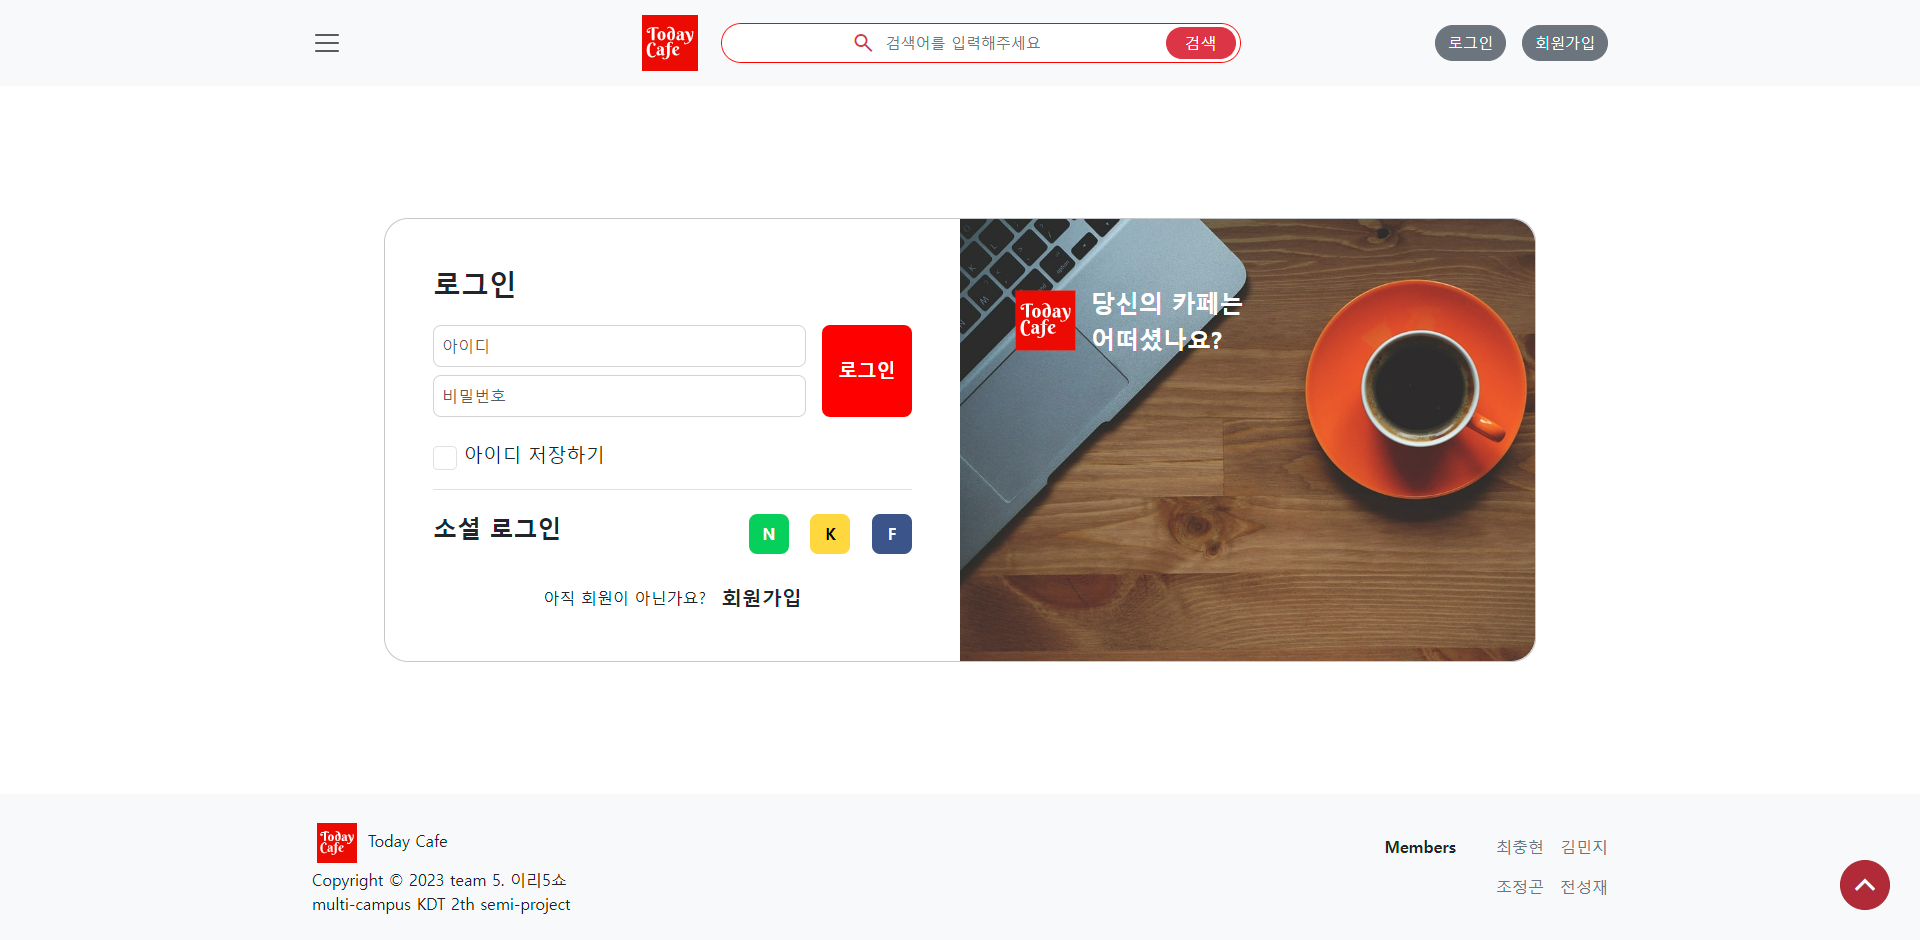 Today
Cafe
검색어를 입력해주세요
검색
로그인
회원가입
로그인
아이디
비밀번호
로그인
아이디 저장하기
소셜 로그인
N
K
F
아직 회원이 아닌가요? 회원가입
Today
Cafe
당신의 카페는
어떠셨나요?
Today
Cafe
Today Cafe
Copyright © 2023 team 5. 이리5쇼
multi-campus KDT 2th semi-project
Members
최충현 김민지
조정곤 전성재